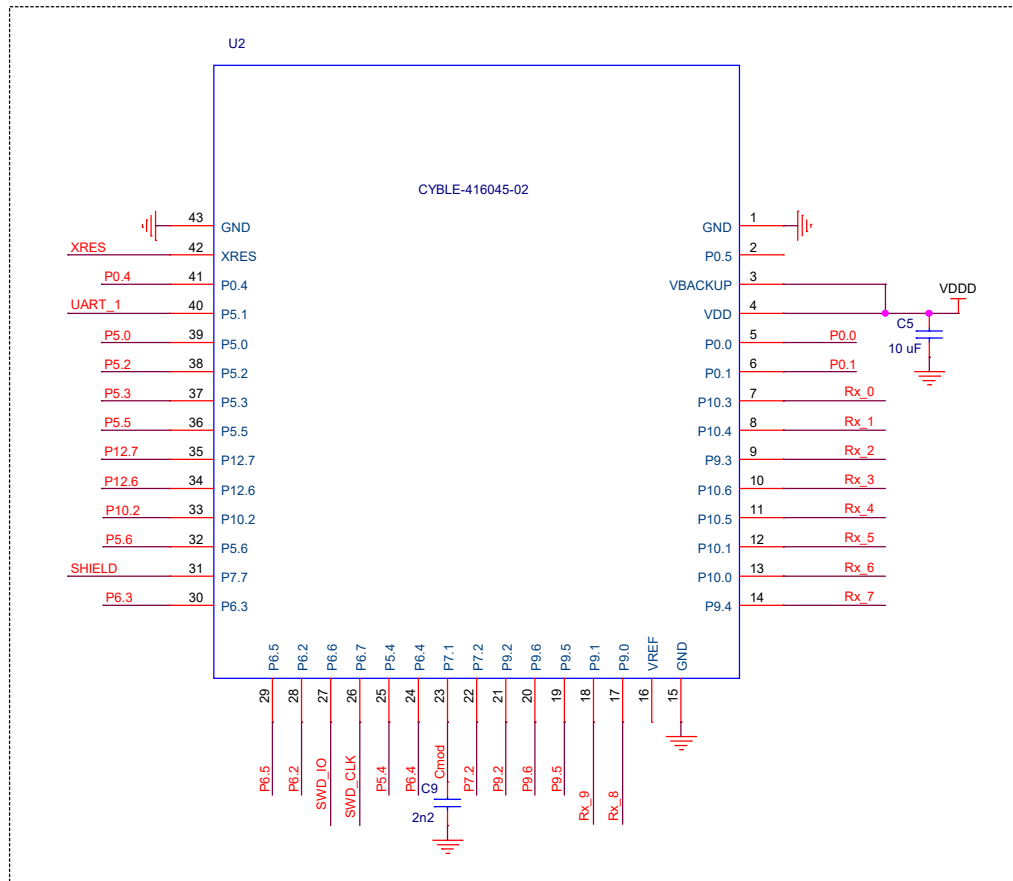 U2
CYBLE-416045-02
43 GND
XRES 42 XRES
P0.4 41 P0.4
UART_1 40 P5.1
P5.0 39 P5.0
P5.2 38 P5.2
P5.3 37 P5.3
P5.5 36 P5.5
P12.7 35 P12.7
P12.6 34 P12.6
P10.2 33 P10.2
P5.6 32 P5.6
SHIELD 31 P7.7
P6.3 30 P6.3
GND 1
P0.5 2
VBACKUP 3
VDD 4 VDDD
C5
10 uF
P0.0 5 P0.0
P0.1 6 P0.1
P10.3 7 Rx_0
P10.4 8 Rx_1
P9.3 9 Rx_2
P10.6 10 Rx_3
P10.5 11 Rx_4
P10.1 12 Rx_5
P10.0 13 Rx_6
P9.4 14 Rx_7
P6.5 29 P6.5
P6.2 28 P6.2
P6.6 27 SWD_IO
P6.7 26 SWD_CLK
P5.4 25 P5.4
P6.4 24 P6.4
P7.1 23 Cmod
C9
2n2
P7.2 22 P7.2
P9.2 21 P9.2
P9.6 20 P9.6
P9.5 19 P9.5
P9.1 18 Rx_9
P9.0 17 Rx_8
VREF 16
GND 15